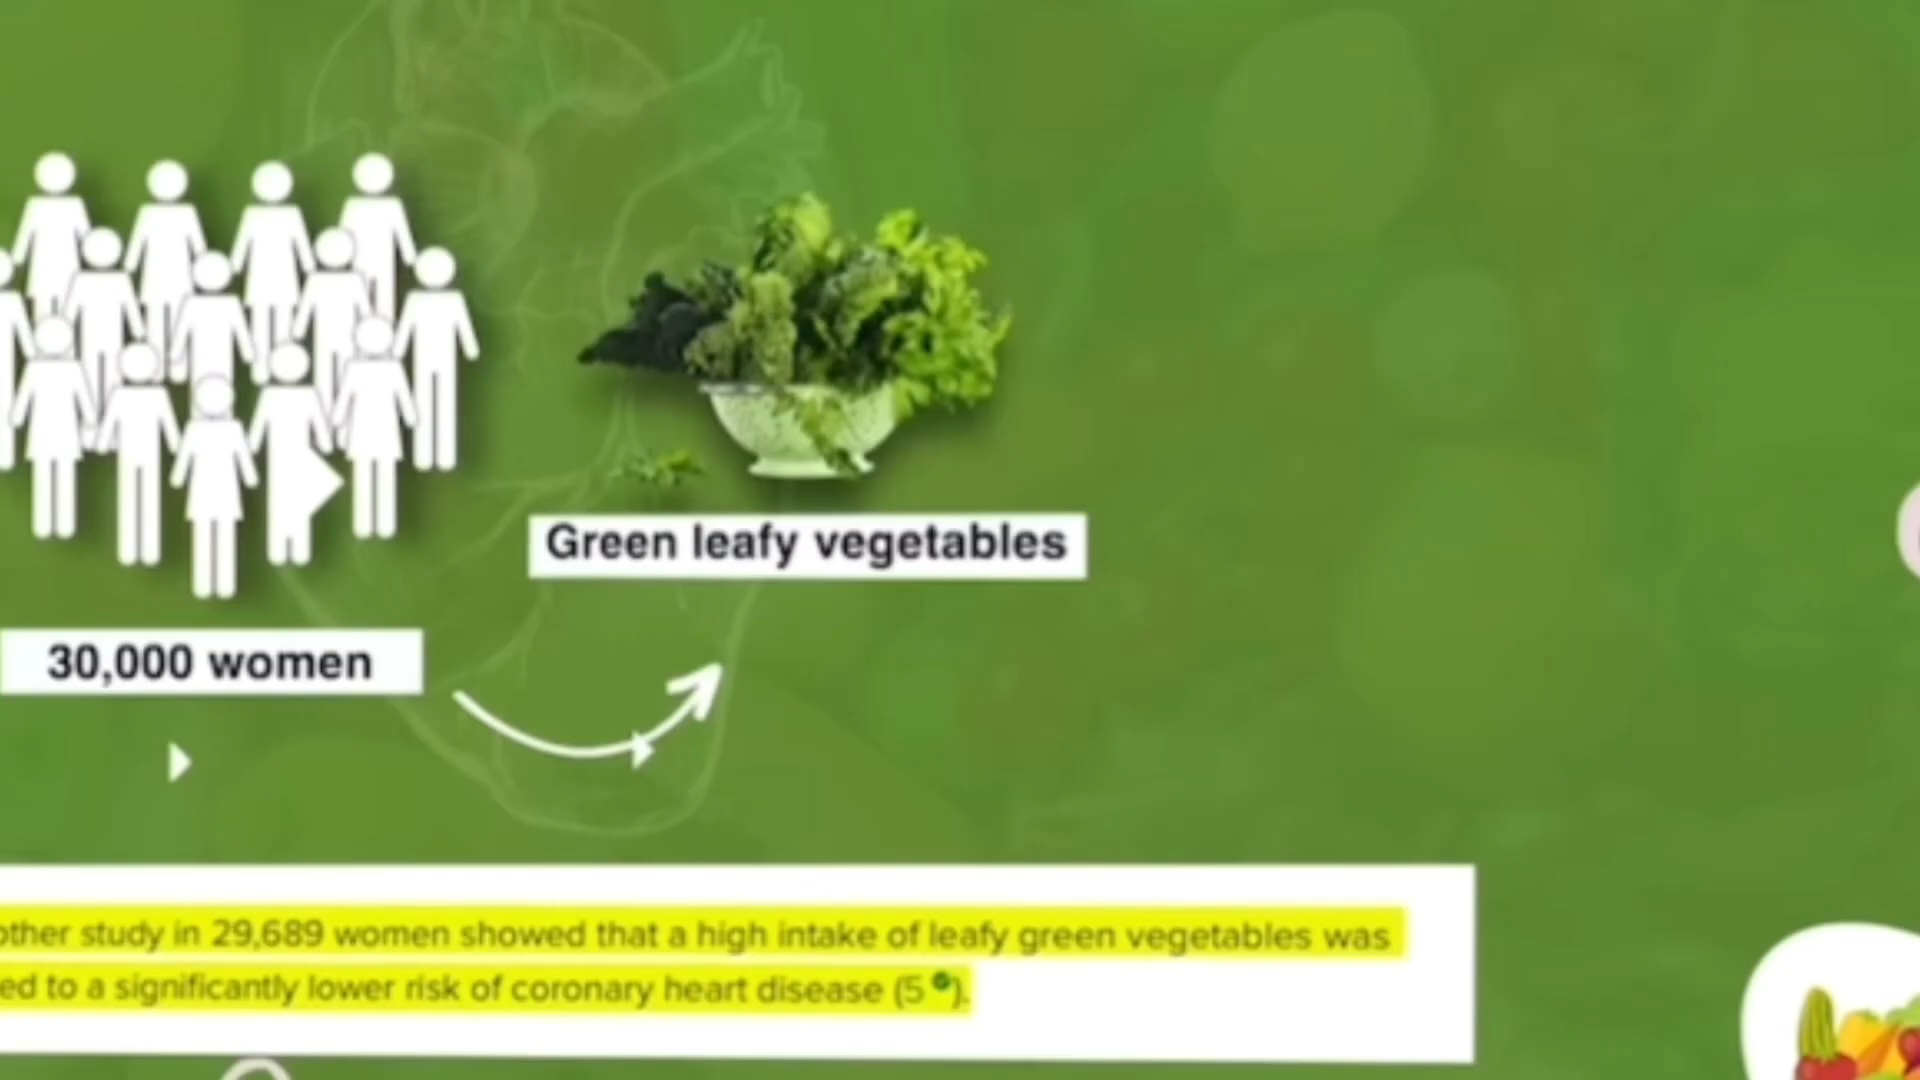 Green leafy vegetables
30,000 women
other study in 29,689 women showed that a high intake of leafy green vegetables was
ed to a significantly lower risk of coronary heart disease (5).